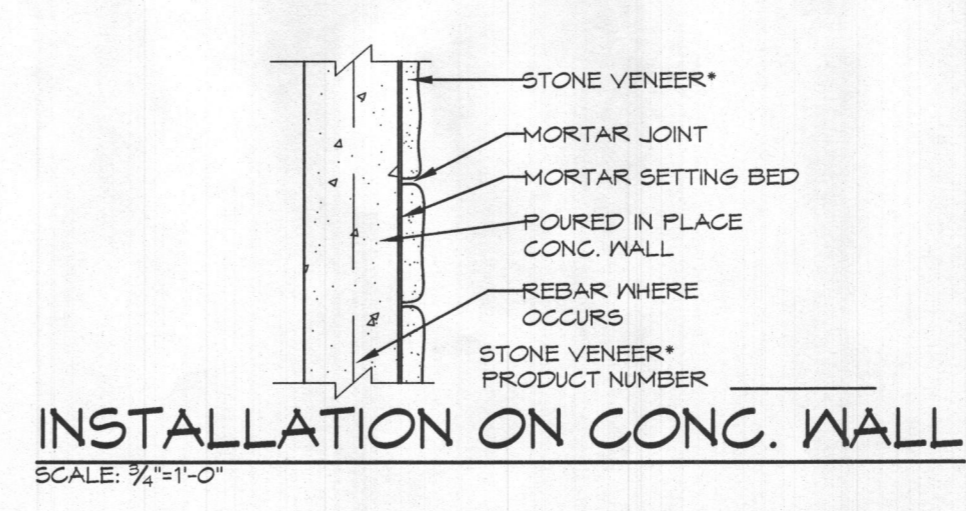 STONE VENEER*
MORTAR JOINT
MORTAR SETTING BED
POURED IN PLACE
CONC. WALL
REBAR WHERE
OCCURS
STONE VENEER*
PRODUCT NUMBER
INSTALLATION ON CONC. WALL
SCALE: ¾"=1'-0"